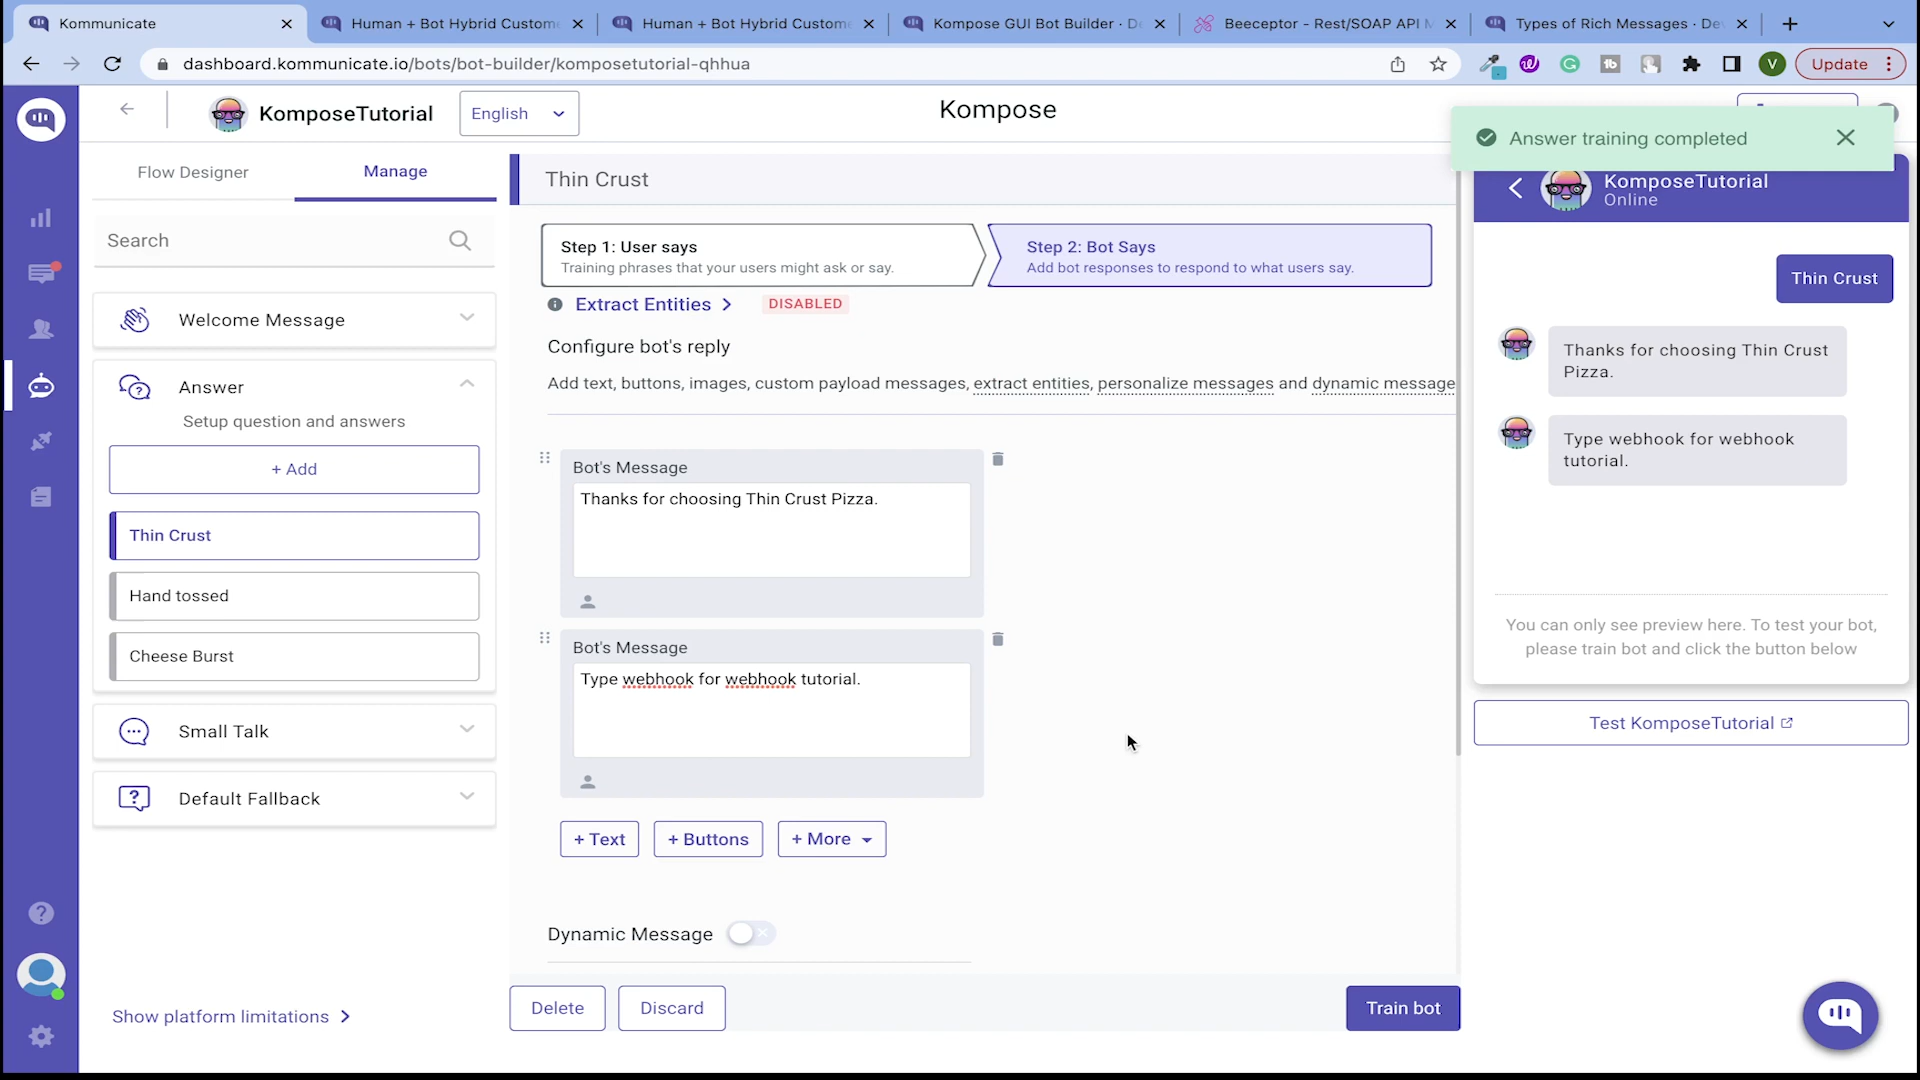 Kommunicate
Human + Bot Hybrid Custome
Human + Bot Hybrid Custome
Kompose GUI Bot Builder · De
Beeceptor - Rest/SOAP API M
Types of Rich Messages · Dev
dashboard.kommunicate.io/bots/bot-builder/komposetutorial-qhhua
V
Update
KomposeTutorial
English
Kompose
Answer training completed
Flow Designer
Manage
Search
Welcome Message
Answer
Setup question and answers
+ Add
Thin Crust
Hand tossed
Cheese Burst
Small Talk
Default Fallback
Show platform limitations
Thin Crust
Step 1: User says
Training phrases that your users might ask or say.
Step 2: Bot Says
Add bot responses to respond to what users say.
Extract Entities
DISABLED
Configure bot's reply
Add text, buttons, images, custom payload messages, extract entities, personalize messages and dynamic message
Bot's Message
Thanks for choosing Thin Crust Pizza.
Bot's Message
Type webhook for webhook tutorial.
+ Text
+ Buttons
+ More
Dynamic Message
Delete
Discard
Train bot
KomposeTutorial
Online
Thin Crust
Thanks for choosing Thin Crust
Pizza.
Type webhook for webhook
tutorial.
You can only see preview here. To test your bot,
please train bot and click the button below
Test KomposeTutorial